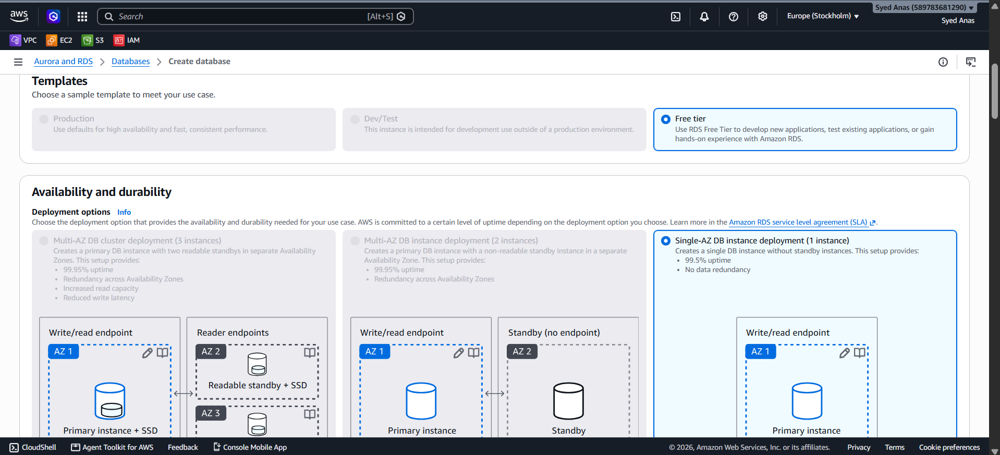 aws
Search
[Alt+S]
Europe (Stockholm)
Syed Anas (589783681290)
Syed Anas
VPC
EC2
S3
IAM
Aurora and RDS
Databases
Create database
Templates
Choose a sample template to meet your use case.
Production
Use defaults for high availability and fast, consistent performance.
Dev/Test
This instance is intended for development use outside of a production environment.
Free tier
Use RDS Free Tier to develop new applications, test existing applications, or gain
hands-on experience with Amazon RDS.
Availability and durability
Deployment options Info
Choose the deployment option that provides the availability and durability needed for your use case. AWS is committed to a certain level of uptime depending on the deployment option you choose. Learn more in the Amazon RDS service level agreement (SLA).
Multi-AZ DB cluster deployment (3 instances)
Creates a primary DB instance with two readable standbys in separate Availability
Zones. This setup provides:
• 99.95% uptime
• Redundancy across Availability Zones
• Increased read capacity
• Reduced write latency
Write/read endpoint
AZ 1
Primary instance + SSD
Reader endpoints
AZ 2
Readable standby + SSD
AZ 3
Multi-AZ DB instance deployment (2 instances)
Creates a primary DB instance with a non-readable standby instance in a separate
Availability Zone. This setup provides:
• 99.95% uptime
• Redundancy across Availability Zones
Write/read endpoint
AZ 1
Primary instance
Standby (no endpoint)
AZ 2
Standby
Single-AZ DB instance deployment (1 instance)
Creates a single DB instance without standby instances. This setup provides:
• 99.5% uptime
• No data redundancy
Write/read endpoint
AZ 1
Primary instance
CloudShell
Agent Toolkit for AWS
Feedback
Console Mobile App
© 2026, Amazon Web Services, Inc. or its affiliates.
Privacy
Terms
Cookie preferences